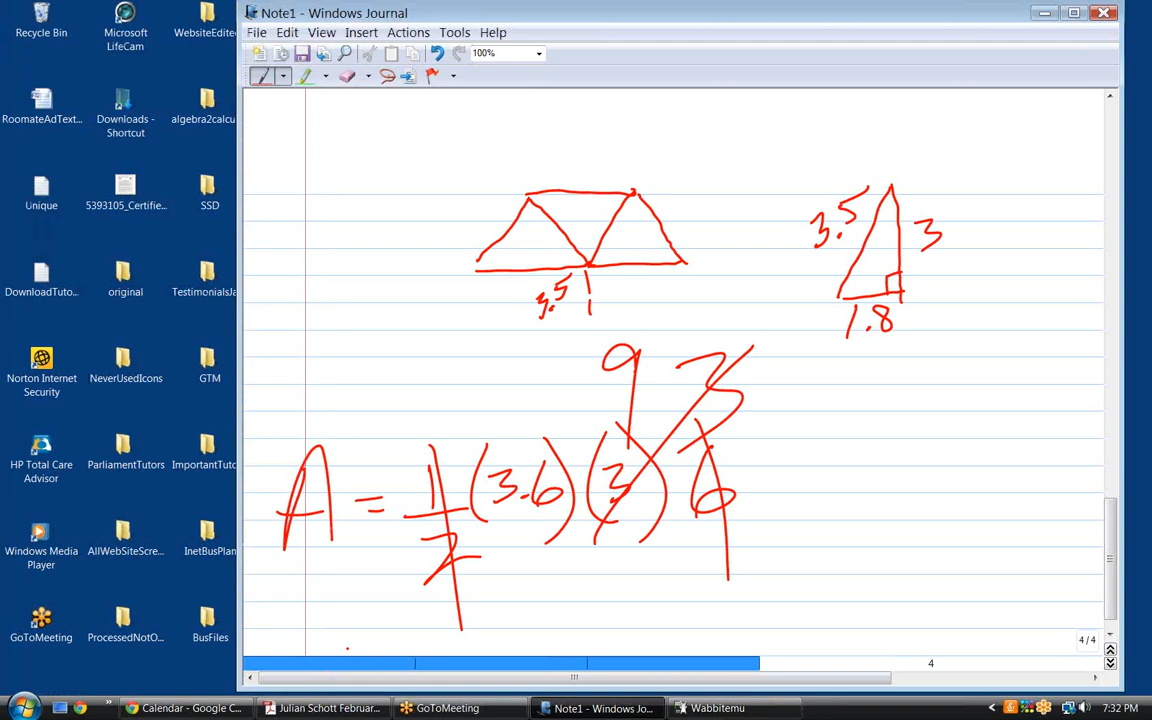 Note1 - Windows Journal
File Edit View Insert Actions Tools Help
100%
Recycle Bin
Microsoft LifeCam
WebsiteEdited
RoomateAdText...
Downloads - Shortcut
algebra2calcu
Unique
5393105_Certifie...
SSD
DownloadTuto...
original
TestimonialsJa
Norton Internet Security
NeverUsedIcons
GTM
HP Total Care Advisor
ParliamentTutors
ImportantTuto
Windows Media Player
AllWebSiteScre...
InetBusPlan
GoToMeeting
ProcessedNotO...
BusFiles
3.5
3.5
3
1.8
9 3
A = 1/2 (3.6) (3) 6
4/4
4
Calendar - Google C...
Julian Schott Februar...
GoToMeeting
Note1 - Windows Jo...
Wabbitemu
7:32 PM